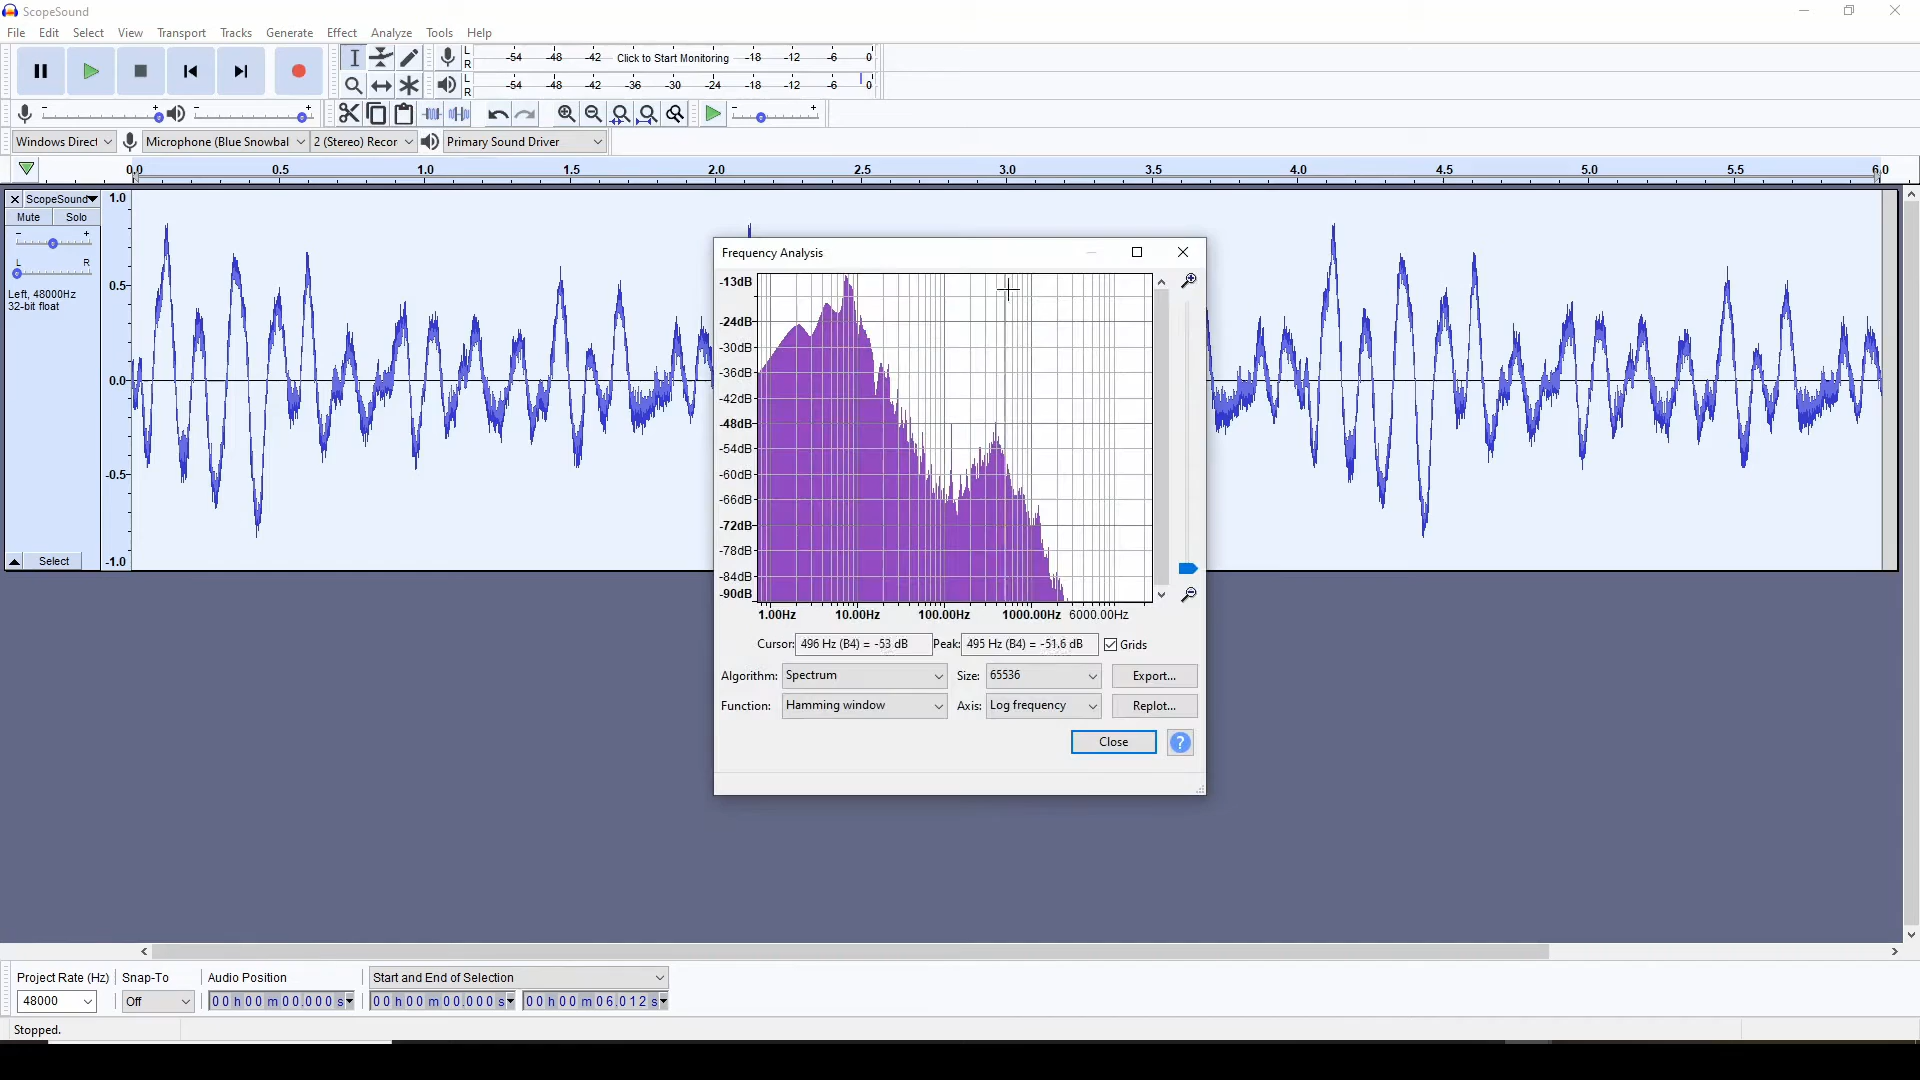 ScopeSound
File Edit Select View Transport Tracks Generate Effect Analyze Tools Help
L
R
-54 -48 -42 Click to Start Monitoring -18 -12 -6 0
L
R
-54 -48 -42 -36 -30 -24 -18 -12 -6 0
Windows Direct Microphone (Blue Snowbal 2 (Stereo) Recor Primary Sound Driver
0.0 0.5 1.0 1.5 2.0 2.5 3.0 3.5 4.0 4.5 5.0 5.5 6.0
ScopeSound
Mute Solo
L R
Left, 48000Hz
32-bit float
Select
1.0
0.5
0.0
-0.5
-1.0
Frequency Analysis
-13dB
-24dB
-30dB
-36dB
-42dB
-48dB
-54dB
-60dB
-66dB
-72dB
-78dB
-84dB
-90dB
1.00Hz 10.00Hz 100.00Hz 1000.00Hz 6000.00Hz
Cursor: 496 Hz (B4) = -53 dB Peak: 495 Hz (B4) = -51.6 dB Grids
Algorithm: Spectrum Size: 65536 Export...
Function: Hamming window Axis: Log frequency Replot...
Close ?
Project Rate (Hz) Snap-To Audio Position Start and End of Selection
48000 Off 00 h 00 m 00.000 s 00 h 00 m 00.000 s 00 h 00 m 06.012 s
Stopped.